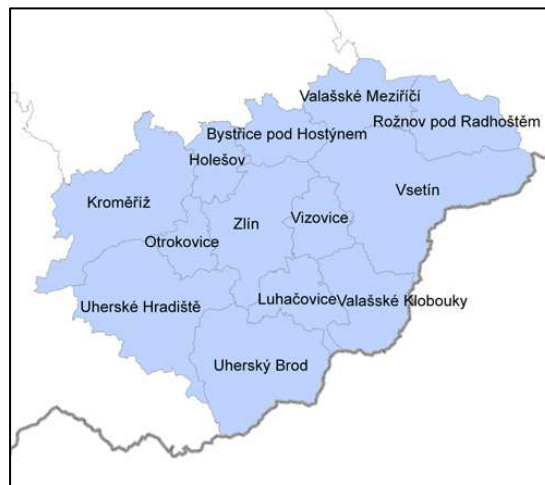 Valašské Meziříčí
Rožnov pod Radhoštěm
Bystřice pod Hostýnem
Holešov
Vsetín
Kroměříž
Zlín
Vizovice
Otrokovice
Uherské Hradiště
Luhačovice
Valašské Klobouky
Uherský Brod